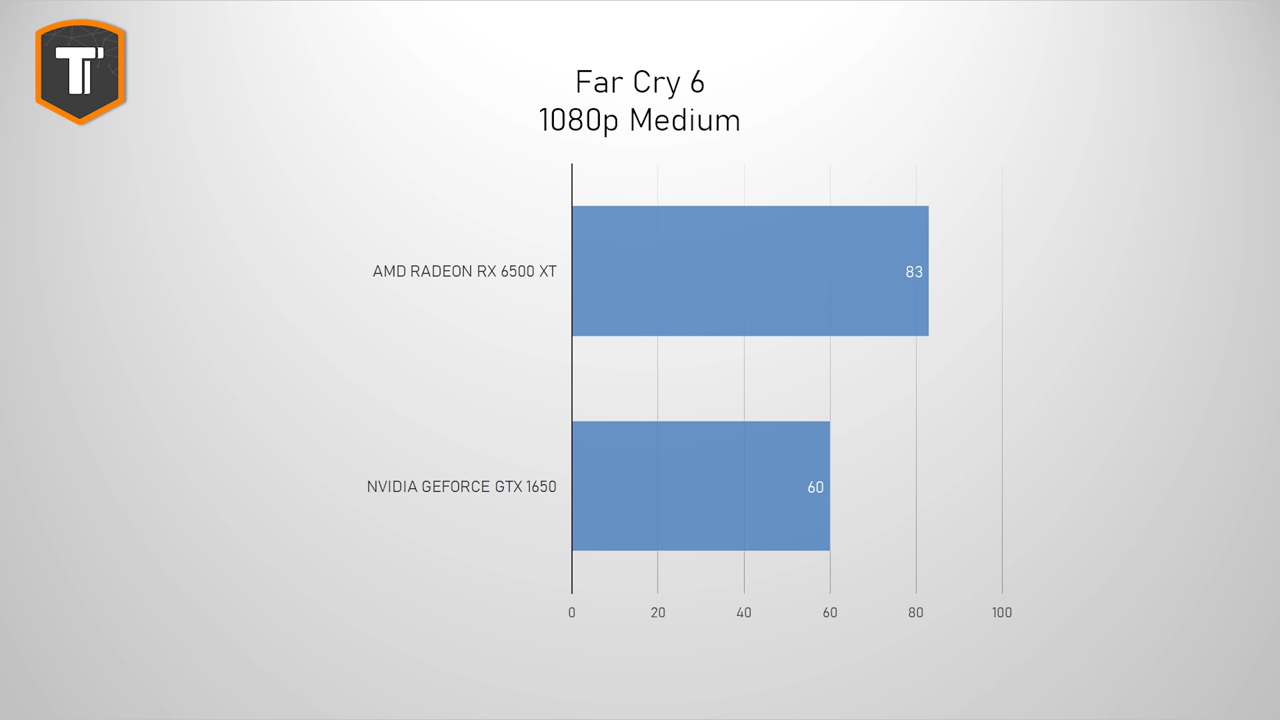 Far Cry 6
1080p Medium
AMD RADEON RX 6500 XT
83
NVIDIA GEFORCE GTX 1650
60
0 20 40 60 80 100